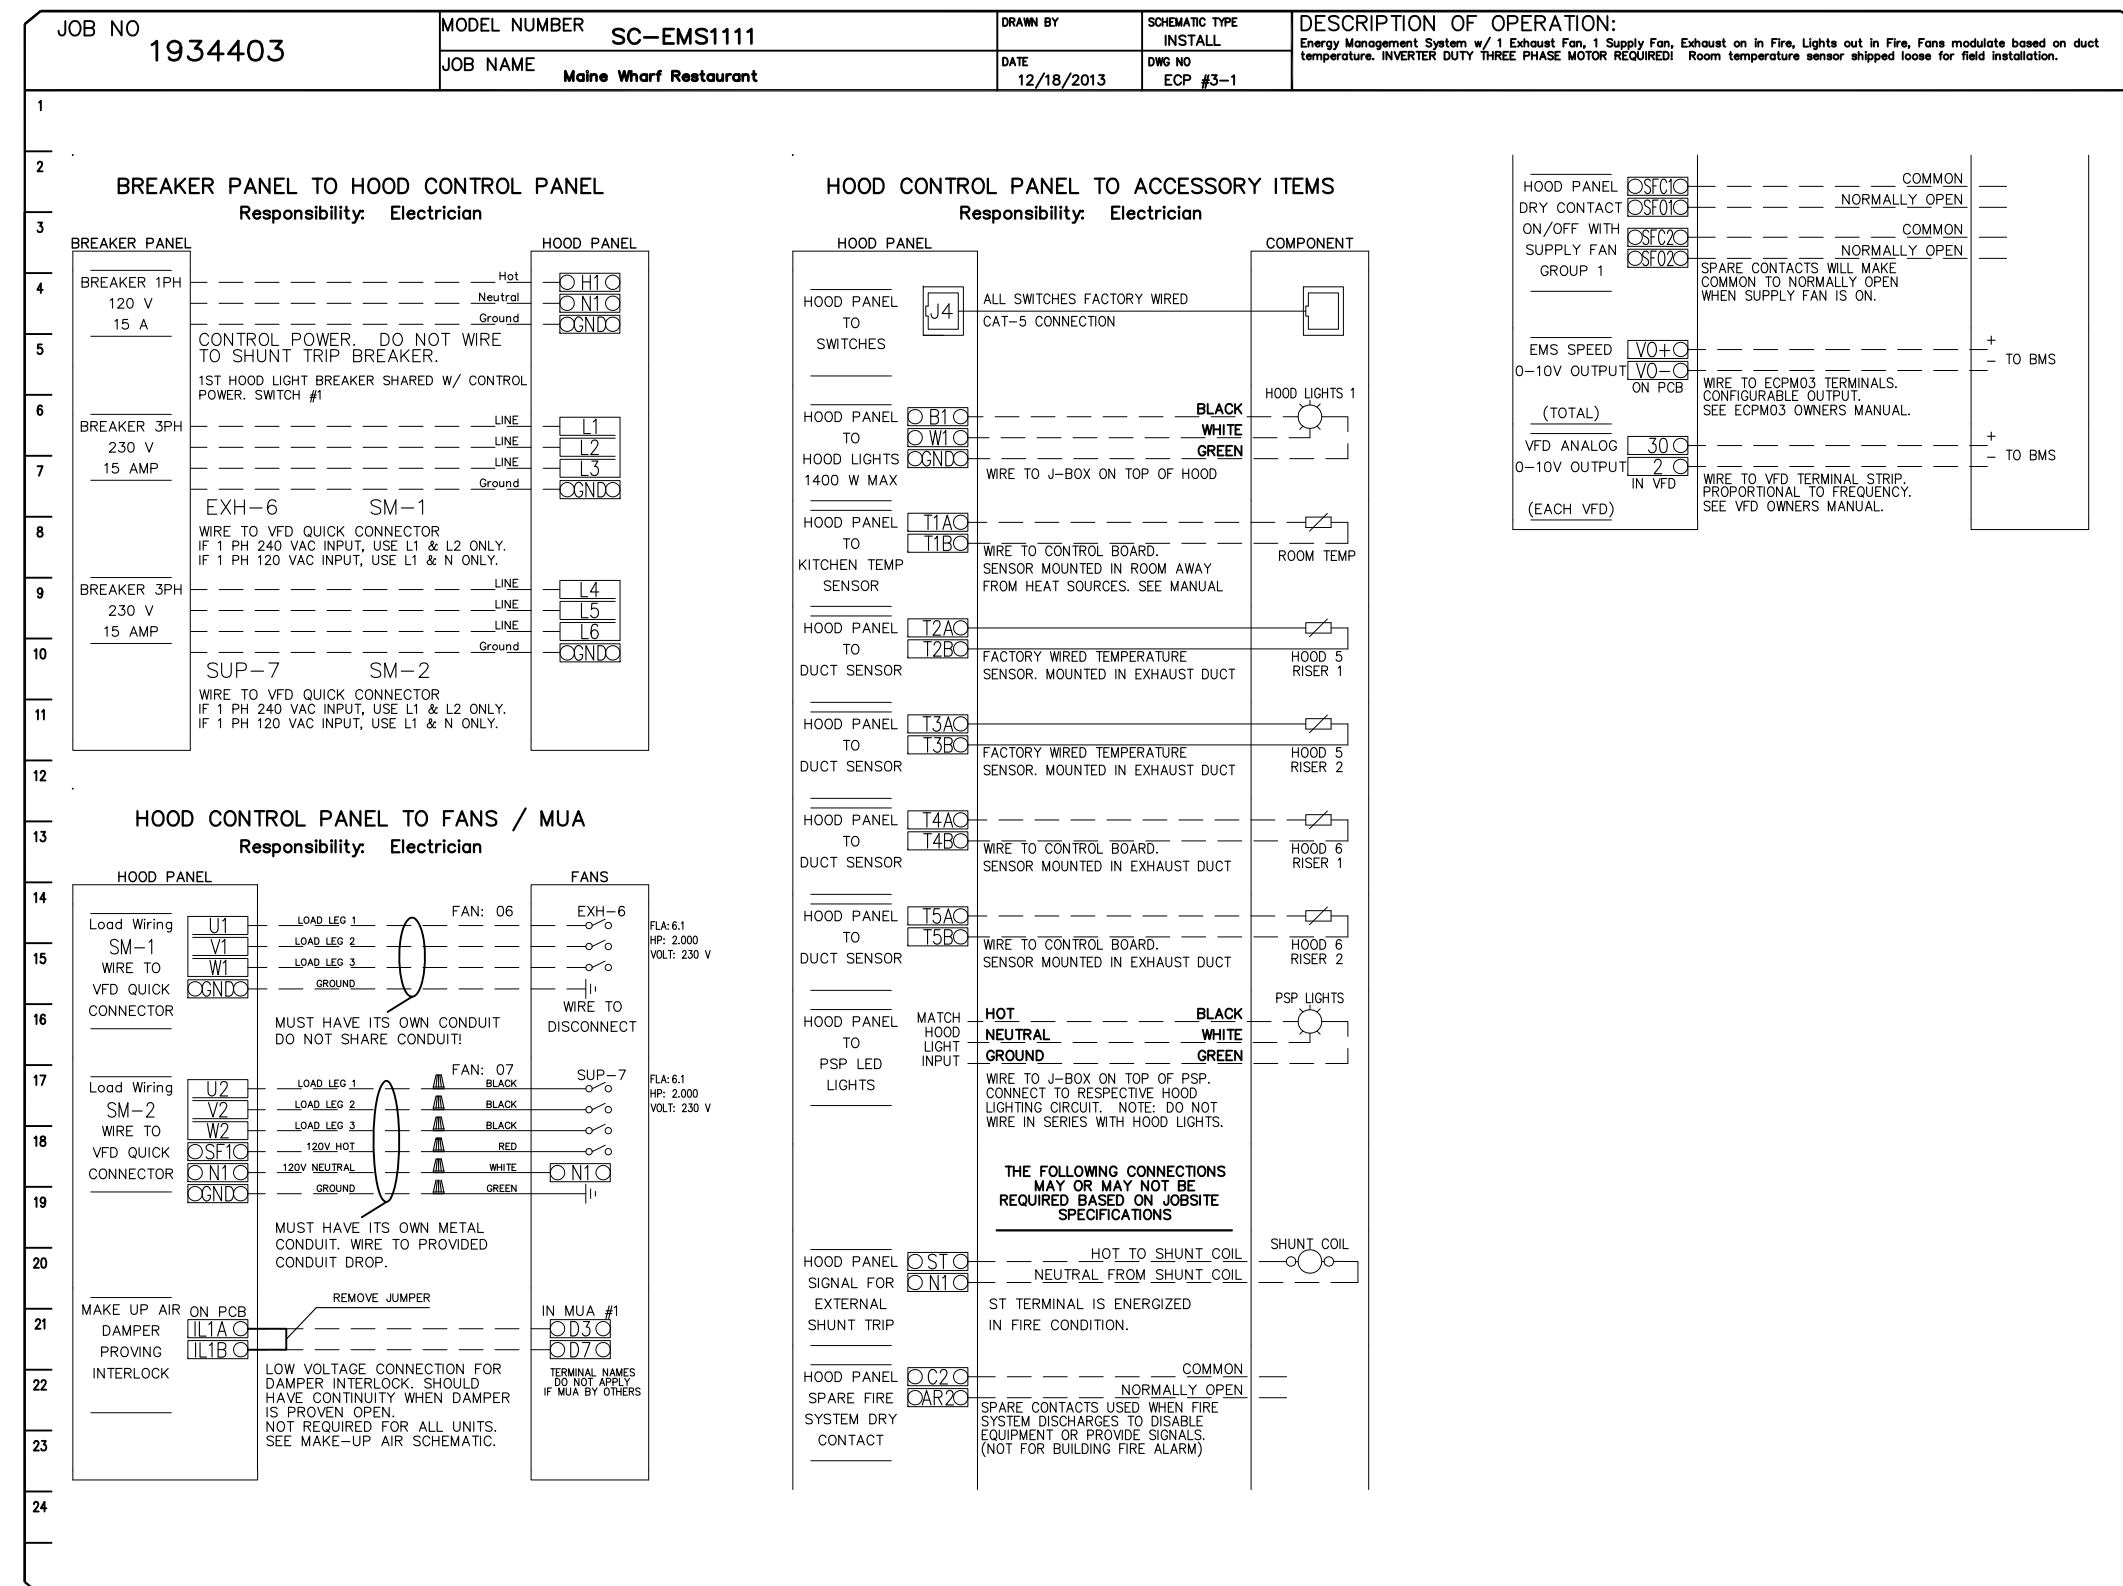 JOB NO
1934403
MODEL NUMBER SC-EMS1111
JOB NAME Maine Wharf Restaurant
DRAWN BY
DATE
12/18/2013
SCHEMATIC TYPE
INSTALL
DWG NO
ECP #3-1
DESCRIPTION OF OPERATION:
Energy Management System w/ 1 Exhaust Fan, 1 Supply Fan, Exhaust on in Fire, Lights out in Fire, Fans modulate based on duct
temperature. INVERTER DUTY THREE PHASE MOTOR REQUIRED! Room temperature sensor shipped loose for field installation.
1
2
3
4
5
6
7
8
9
10
11
12
13
14
15
16
17
18
19
20
21
22
23
24
BREAKER PANEL TO HOOD CONTROL PANEL
Responsibility: Electrician
BREAKER PANEL
HOOD PANEL
BREAKER 1PH
120 V
15 A
Hot
H1
Neutral
N1
Ground
GND
CONTROL POWER. DO NOT WIRE
TO SHUNT TRIP BREAKER.
1ST HOOD LIGHT BREAKER SHARED W/ CONTROL
POWER. SWITCH #1
BREAKER 3PH
230 V
15 AMP
LINE
L1
LINE
L2
LINE
L3
Ground
GND
EXH-6 SM-1
WIRE TO VFD QUICK CONNECTOR
IF 1 PH 240 VAC INPUT, USE L1 & L2 ONLY.
IF 1 PH 120 VAC INPUT, USE L1 & N ONLY.
BREAKER 3PH
230 V
15 AMP
LINE
L4
LINE
L5
LINE
L6
Ground
GND
SUP-7 SM-2
WIRE TO VFD QUICK CONNECTOR
IF 1 PH 240 VAC INPUT, USE L1 & L2 ONLY.
IF 1 PH 120 VAC INPUT, USE L1 & N ONLY.
HOOD CONTROL PANEL TO FANS / MUA
Responsibility: Electrician
HOOD PANEL
FANS
Load Wiring
SM-1
WIRE TO
VFD QUICK
CONNECTOR
U1
V1
W1
GND
LOAD LEG 1
LOAD LEG 2
LOAD LEG 3
GROUND
FAN: 06
EXH-6
FLA: 6.1
HP: 2.000
VOLT: 230 V
WIRE TO
DISCONNECT
MUST HAVE ITS OWN CONDUIT
DO NOT SHARE CONDUIT!
Load Wiring
SM-2
WIRE TO
VFD QUICK
CONNECTOR
U2
V2
W2
SF1
N1
GND
LOAD LEG 1
LOAD LEG 2
LOAD LEG 3
120V HOT
120V NEUTRAL
GROUND
FAN: 07
BLACK
BLACK
BLACK
RED
WHITE
GREEN
SUP-7
N1
FLA: 6.1
HP: 2.000
VOLT: 230 V
MUST HAVE ITS OWN METAL
CONDUIT. WIRE TO PROVIDED
CONDUIT DROP.
MAKE UP AIR
DAMPER
PROVING
INTERLOCK
ON PCB
IL1A
IL1B
REMOVE JUMPER
IN MUA #1
D3
D7
TERMINAL NAMES
DO NOT APPLY
IF MUA BY OTHERS
LOW VOLTAGE CONNECTION FOR
DAMPER INTERLOCK. SHOULD
HAVE CONTINUITY WHEN DAMPER
IS PROVEN OPEN.
NOT REQUIRED FOR ALL UNITS.
SEE MAKE-UP AIR SCHEMATIC.
HOOD CONTROL PANEL TO ACCESSORY ITEMS
Responsibility: Electrician
HOOD PANEL
COMPONENT
HOOD PANEL
TO
SWITCHES
J4
ALL SWITCHES FACTORY WIRED
CAT-5 CONNECTION
HOOD PANEL
TO
HOOD LIGHTS
1400 W MAX
B1
W1
GND
BLACK
WHITE
GREEN
HOOD LIGHTS 1
WIRE TO J-BOX ON TOP OF HOOD
HOOD PANEL
TO
KITCHEN TEMP
SENSOR
T1A
T1B
WIRE TO CONTROL BOARD.
SENSOR MOUNTED IN ROOM AWAY
FROM HEAT SOURCES. SEE MANUAL
ROOM TEMP
HOOD PANEL
TO
DUCT SENSOR
T2A
T2B
FACTORY WIRED TEMPERATURE
SENSOR. MOUNTED IN EXHAUST DUCT
HOOD 5
RISER 1
HOOD PANEL
TO
DUCT SENSOR
T3A
T3B
FACTORY WIRED TEMPERATURE
SENSOR. MOUNTED IN EXHAUST DUCT
HOOD 5
RISER 2
HOOD PANEL
TO
DUCT SENSOR
T4A
T4B
WIRE TO CONTROL BOARD.
SENSOR MOUNTED IN EXHAUST DUCT
HOOD 6
RISER 1
HOOD PANEL
TO
DUCT SENSOR
T5A
T5B
WIRE TO CONTROL BOARD.
SENSOR MOUNTED IN EXHAUST DUCT
HOOD 6
RISER 2
HOOD PANEL
TO
PSP LED
LIGHTS
MATCH
HOOD
LIGHT
INPUT
HOT
NEUTRAL
GROUND
BLACK
WHITE
GREEN
PSP LIGHTS
WIRE TO J-BOX ON TOP OF PSP.
CONNECT TO RESPECTIVE HOOD
LIGHTING CIRCUIT. NOTE: DO NOT
WIRE IN SERIES WITH HOOD LIGHTS.
THE FOLLOWING CONNECTIONS
MAY OR MAY NOT BE
REQUIRED BASED ON JOBSITE
SPECIFICATIONS
HOOD PANEL
SIGNAL FOR
EXTERNAL
SHUNT TRIP
ST
N1
HOT TO SHUNT COIL
NEUTRAL FROM SHUNT COIL
SHUNT COIL
ST TERMINAL IS ENERGIZED
IN FIRE CONDITION.
HOOD PANEL
SPARE FIRE
SYSTEM DRY
CONTACT
C2
AR2
COMMON
NORMALLY OPEN
SPARE CONTACTS USED WHEN FIRE
SYSTEM DISCHARGES TO DISABLE
EQUIPMENT OR PROVIDE SIGNALS.
(NOT FOR BUILDING FIRE ALARM)
HOOD PANEL
DRY CONTACT
ON/OFF WITH
SUPPLY FAN
GROUP 1
SFC1
SFO1
SFC2
SFO2
COMMON
NORMALLY OPEN
COMMON
NORMALLY OPEN
SPARE CONTACTS WILL MAKE
COMMON TO NORMALLY OPEN
WHEN SUPPLY FAN IS ON.
EMS SPEED
0-10V OUTPUT
(TOTAL)
VO+
VO-
ON PCB
+
- TO BMS
WIRE TO ECPM03 TERMINALS.
CONFIGURABLE OUTPUT.
SEE ECPM03 OWNERS MANUAL.
VFD ANALOG
0-10V OUTPUT
(EACH VFD)
30
2
IN VFD
+
- TO BMS
WIRE TO VFD TERMINAL STRIP.
PROPORTIONAL TO FREQUENCY.
SEE VFD OWNERS MANUAL.